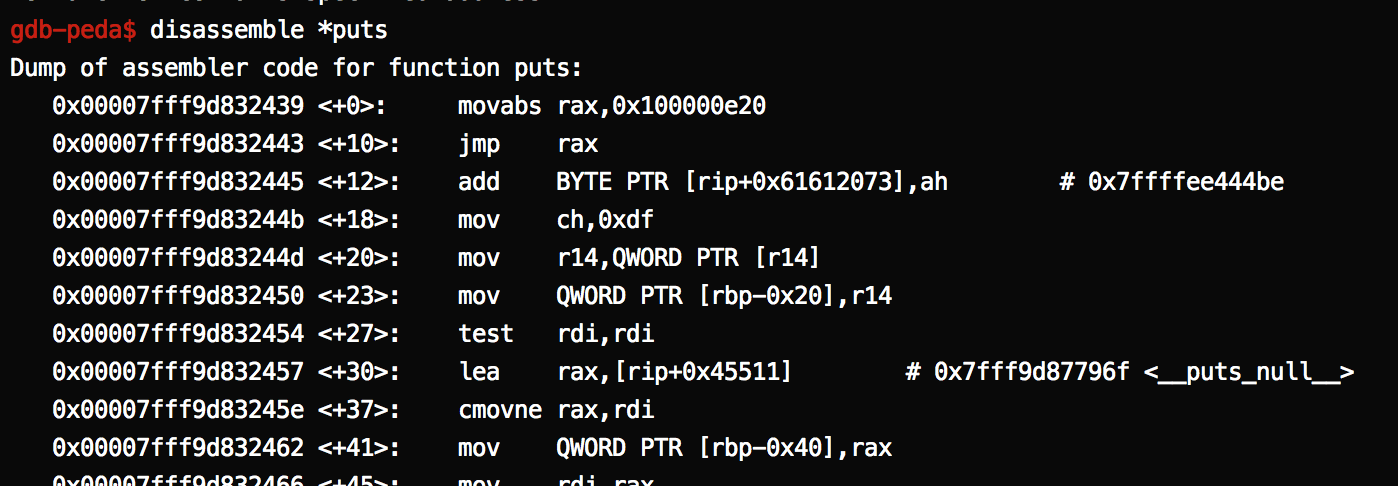 gdb-peda$ disassemble *puts
Dump of assembler code for function puts:
0x00007fff9d832439 <+0>: movabs rax,0x100000e20
0x00007fff9d832443 <+10>: jmp rax
0x00007fff9d832445 <+12>: add BYTE PTR [rip+0x61612073],ah # 0x7ffffee444be
0x00007fff9d83244b <+18>: mov ch,0xdf
0x00007fff9d83244d <+20>: mov r14,QWORD PTR [r14]
0x00007fff9d832450 <+23>: mov QWORD PTR [rbp-0x20],r14
0x00007fff9d832454 <+27>: test rdi,rdi
0x00007fff9d832457 <+30>: lea rax,[rip+0x45511] # 0x7fff9d87796f <__puts_null__>
0x00007fff9d83245e <+37>: cmovne rax,rdi
0x00007fff9d832462 <+41>: mov QWORD PTR [rbp-0x40],rax
0x00007fff9d832466 <+45>: mov rdi,rax